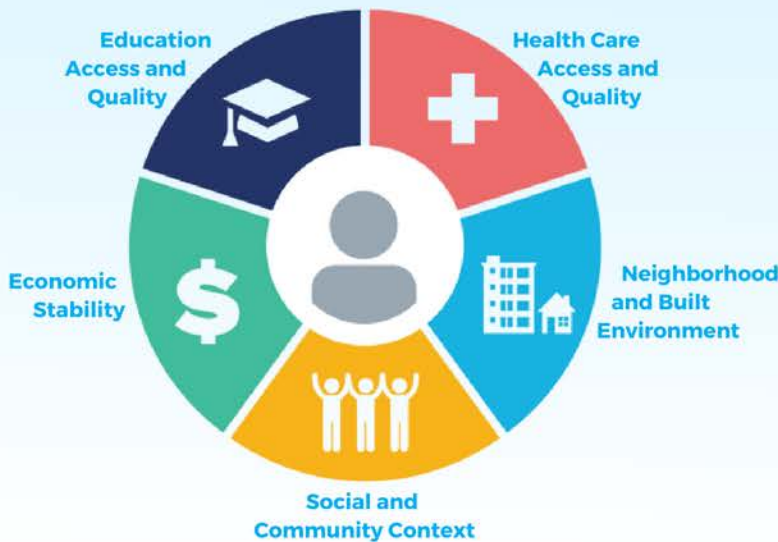 Education
Access and
Quality
Health Care
Access and
Quality
Economic
Stability
$
Neighborhood
and Built
Environment
Social and
Community Context